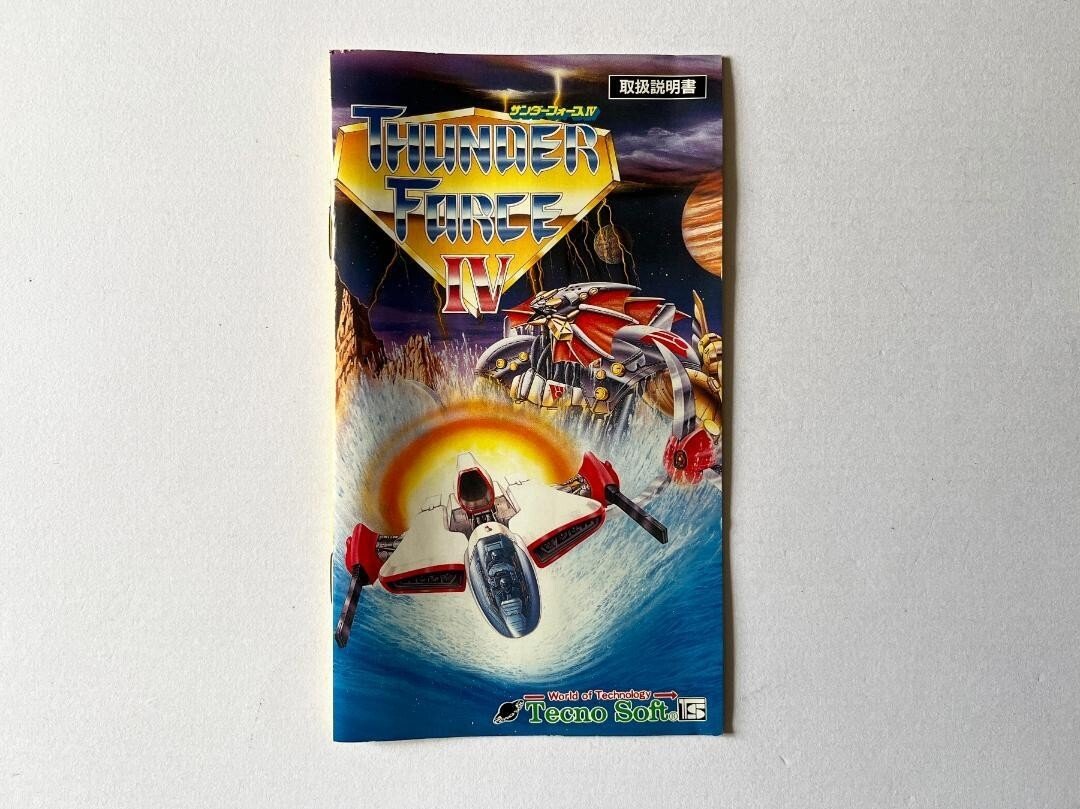 取扱説明書
サンダーフォースIV
THUNDER
FORCE
IV
World of Technology
Tecno Soft®